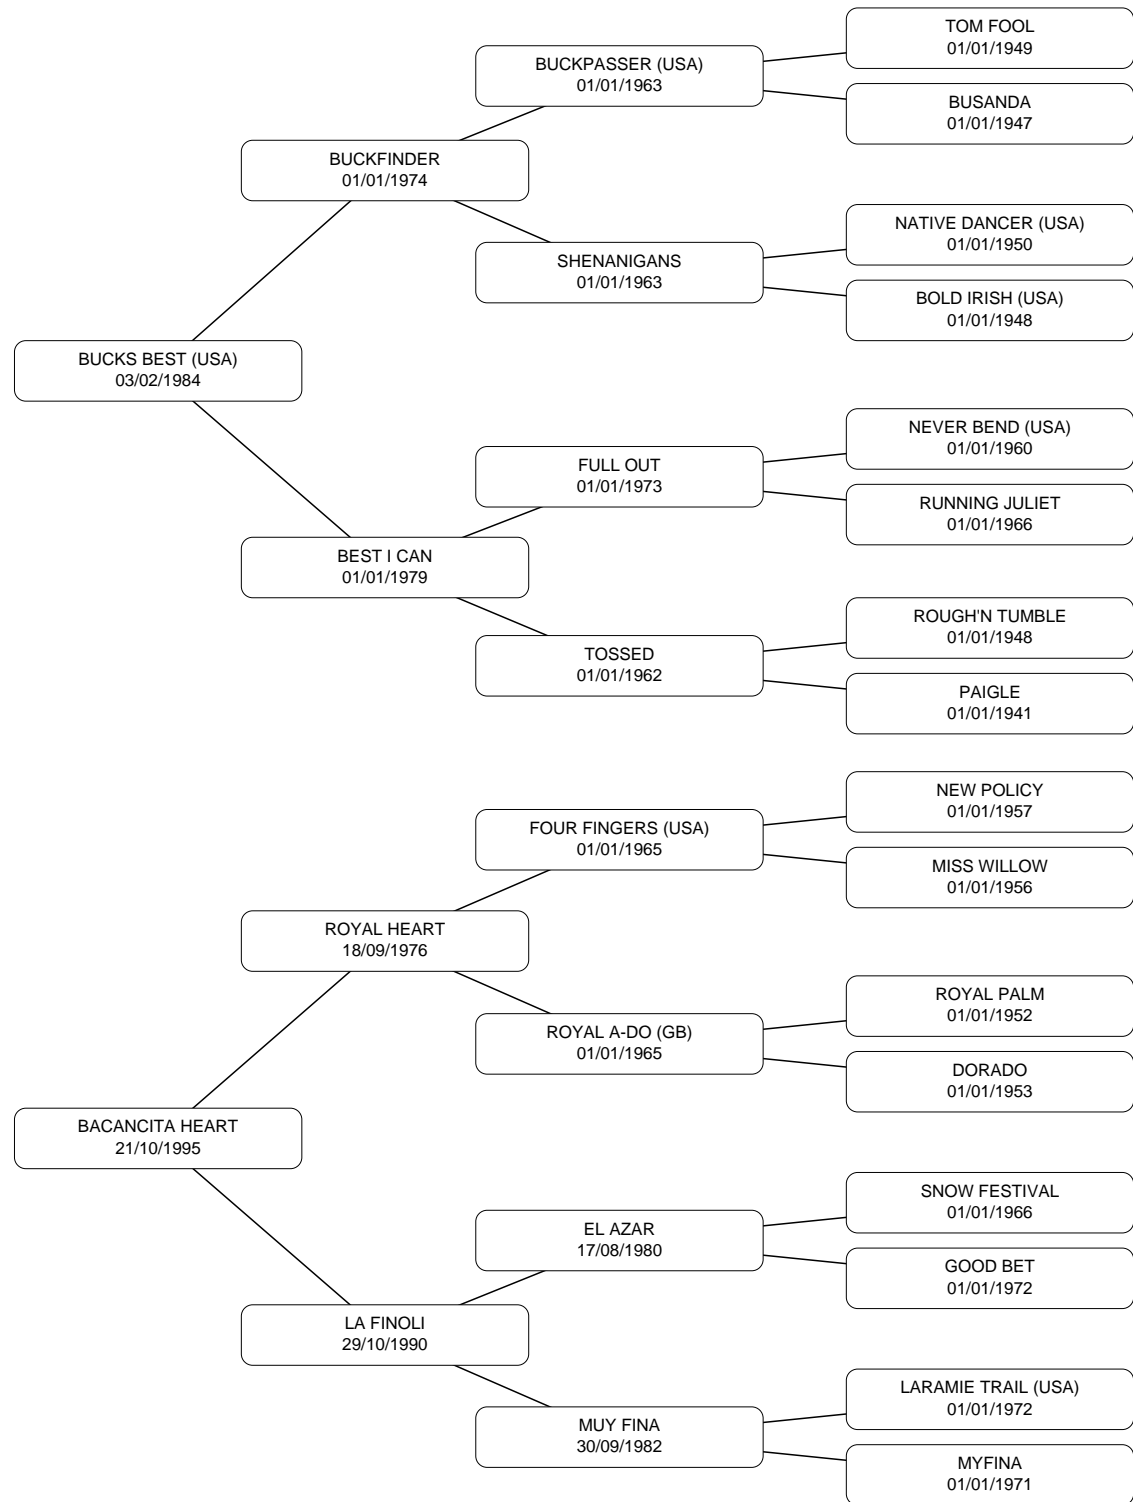 TOM FOOL
01/01/1949
BUCKPASSER (USA)
01/01/1963
BUSANDA
01/01/1947
BUCKFINDER
01/01/1974
NATIVE DANCER (USA)
01/01/1950
SHENANIGANS
01/01/1963
BOLD IRISH (USA)
01/01/1948
BUCKS BEST (USA)
03/02/1984
NEVER BEND (USA)
01/01/1960
FULL OUT
01/01/1973
RUNNING JULIET
01/01/1966
BEST I CAN
01/01/1979
ROUGH'N TUMBLE
01/01/1948
TOSSED
01/01/1962
PAIGLE
01/01/1941
NEW POLICY
01/01/1957
FOUR FINGERS (USA)
01/01/1965
MISS WILLOW
01/01/1956
ROYAL HEART
18/09/1976
ROYAL PALM
01/01/1952
ROYAL A-DO (GB)
01/01/1965
DORADO
01/01/1953
BACANCITA HEART
21/10/1995
SNOW FESTIVAL
01/01/1966
EL AZAR
17/08/1980
GOOD BET
01/01/1972
LA FINOLI
29/10/1990
LARAMIE TRAIL (USA)
01/01/1972
MUY FINA
30/09/1982
MYFINA
01/01/1971